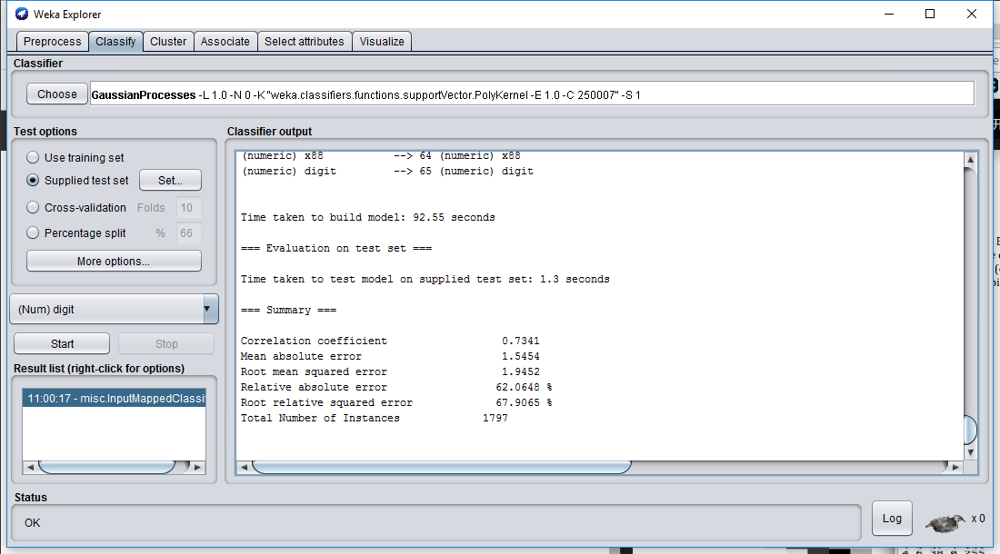 Weka Explorer
Preprocess Classify Cluster Associate Select attributes Visualize
Classifier
Choose GaussianProcesses -L 1.0 -N 0 -K "weka.classifiers.functions.supportVector.PolyKernel -E 1.0 -C 250007" -S 1
Test options
Use training set
Supplied test set Set...
Cross-validation Folds 10
Percentage split % 66
More options...
(Num) digit
Start Stop
Result list (right-click for options)
11:00:17 - misc.InputMappedClassi
Classifier output
(numeric) x88 --> 64 (numeric) x88
(numeric) digit --> 65 (numeric) digit
Time taken to build model: 92.55 seconds
=== Evaluation on test set ===
Time taken to test model on supplied test set: 1.3 seconds
=== Summary ===
Correlation coefficient 0.7341
Mean absolute error 1.5454
Root mean squared error 1.9452
Relative absolute error 62.0648 %
Root relative squared error 67.9065 %
Total Number of Instances 1797
Status
OK
Log x 0